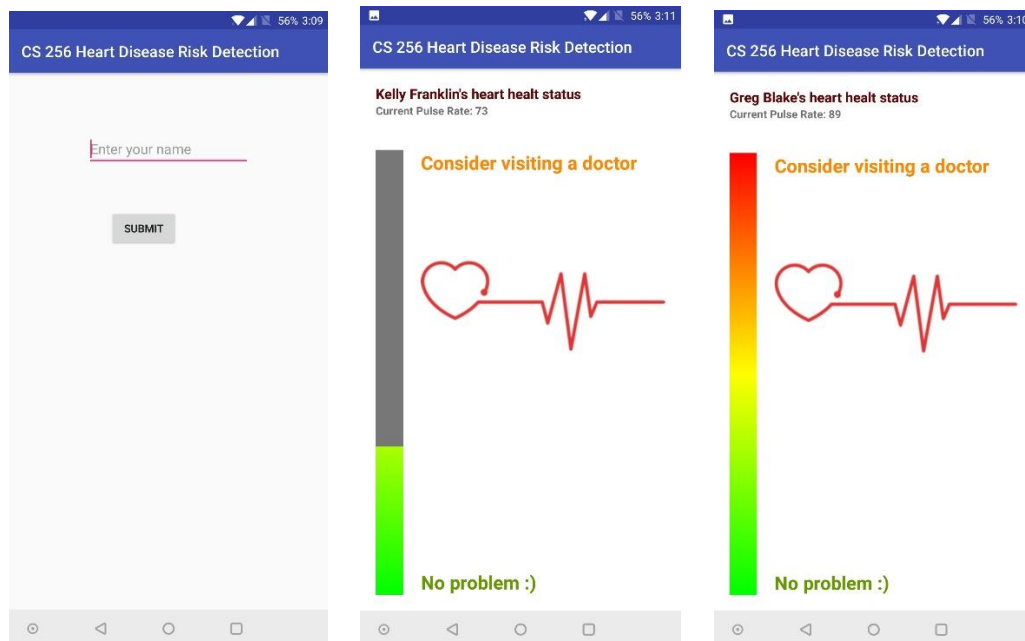 56% 3:09
CS 256 Heart Disease Risk Detection
Enter your name
SUBMIT
56% 3:11
CS 256 Heart Disease Risk Detection
Kelly Franklin's heart healt status
Current Pulse Rate: 73
Consider visiting a doctor
No problem :)
56% 3:10
CS 256 Heart Disease Risk Detection
Greg Blake's heart healt status
Current Pulse Rate: 89
Consider visiting a doctor
No problem :)